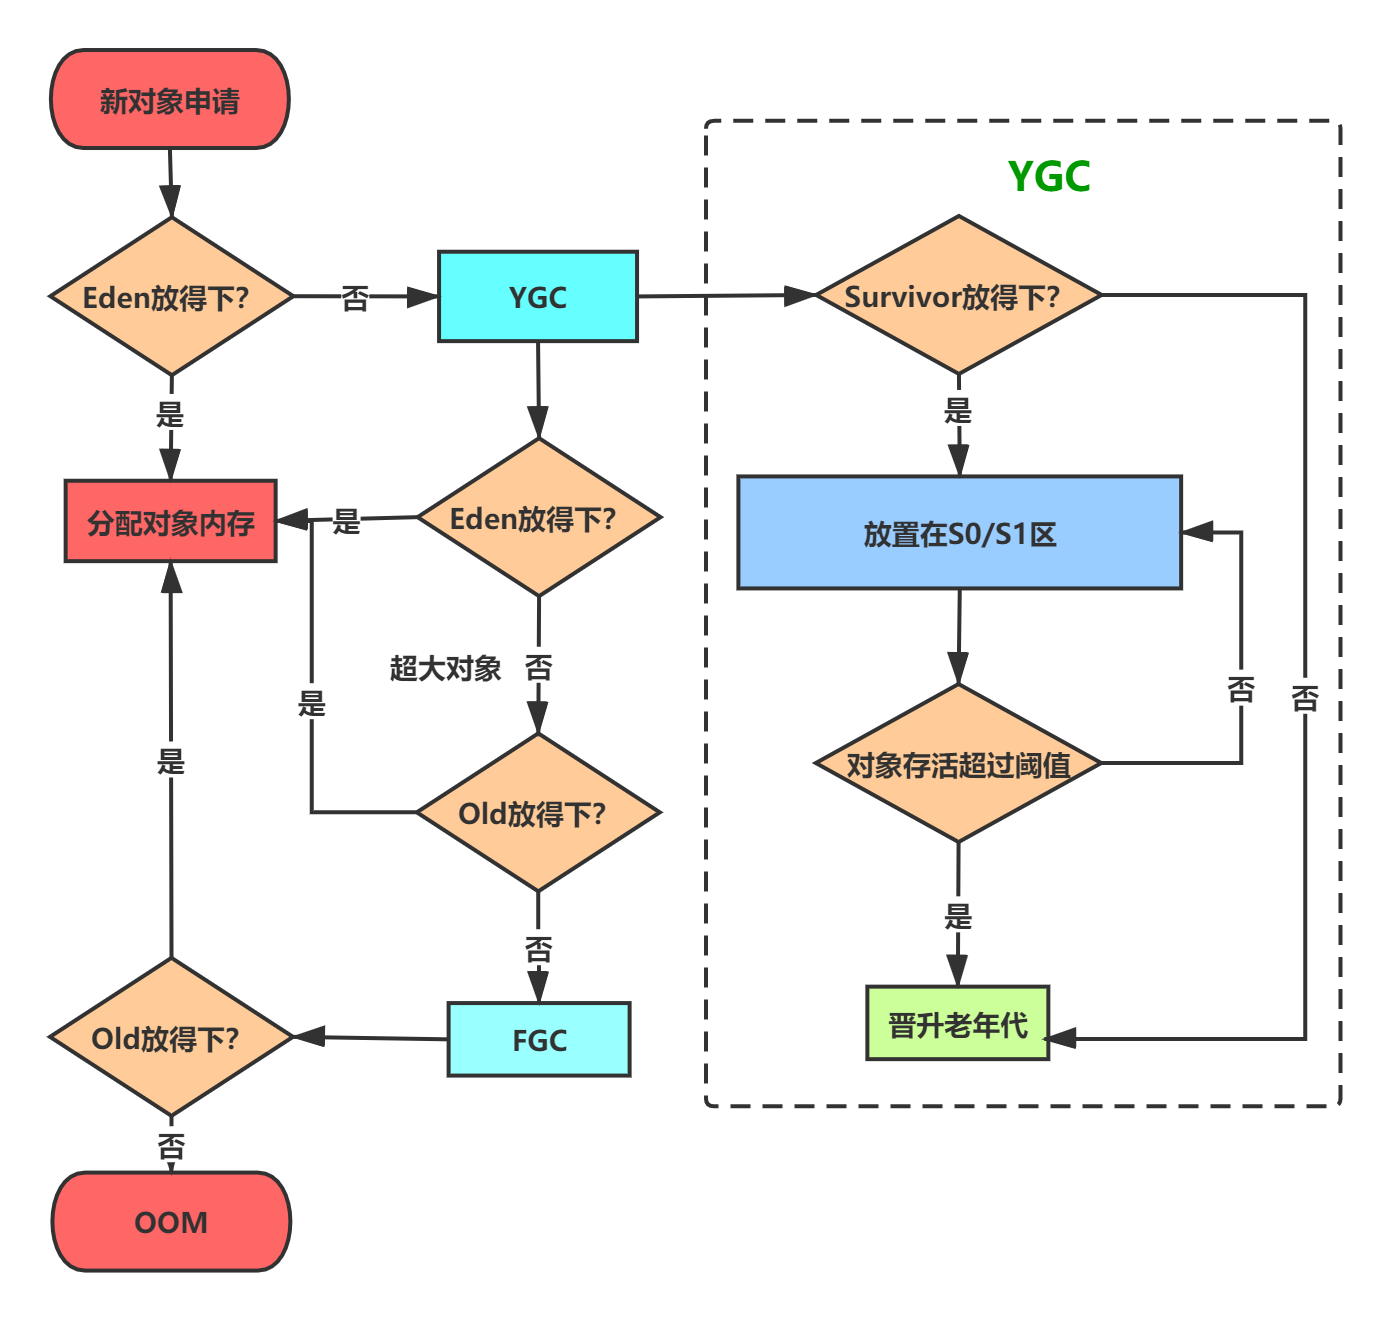 新对象申请
YGC
Eden放得下?
否
YGC
Survivor放得下?
是
是
分配对象内存
是
Eden放得下?
放置在S0/S1区
超大对象
否
是
否
否
是
对象存活超过阈值
Old放得下?
是
否
晋升老年代
Old放得下?
FGC
否
OOM